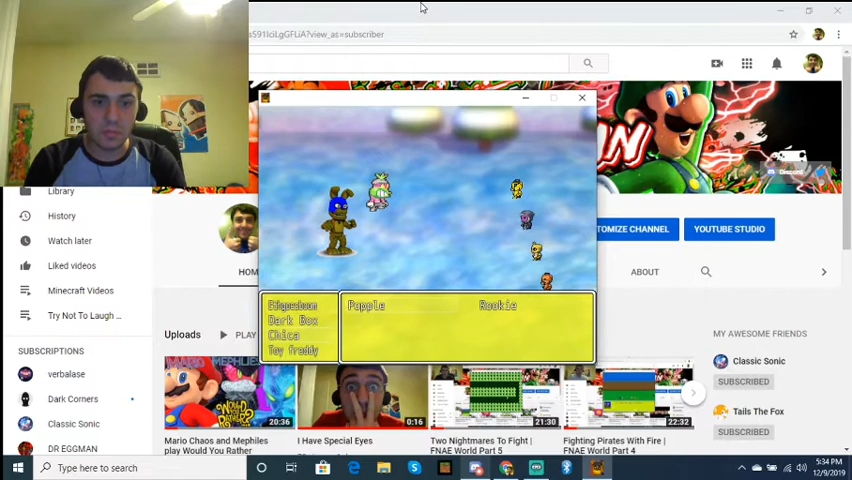 s591IciLgGFLiA?view_as=subscriber
Discord
Library
History
Watch later
Liked videos
Minecraft Videos
Try Not To Laugh ...
SUBSCRIPTIONS
verbalase
Dark Corners
Classic Sonic
DR EGGMAN
Popple
Rookie
Dark Box
Chica
Toy freddy
TOMIZE CHANNEL
YOUTUBE STUDIO
HOM
ABOUT
Uploads
PLAY
MY AWESOME FRIENDS
Classic Sonic
SUBSCRIBED
Tails The Fox
SUBSCRIBED
20:36
0:16
21:30
22:32
Mario Chaos and Mephiles
play Would You Rather
I Have Special Eyes
Two Nightmares To Fight |
FNAE World Part 5
Fighting Pirates With Fire |
FNAE World Part 4
Type here to search
5:34 PM
12/9/2019